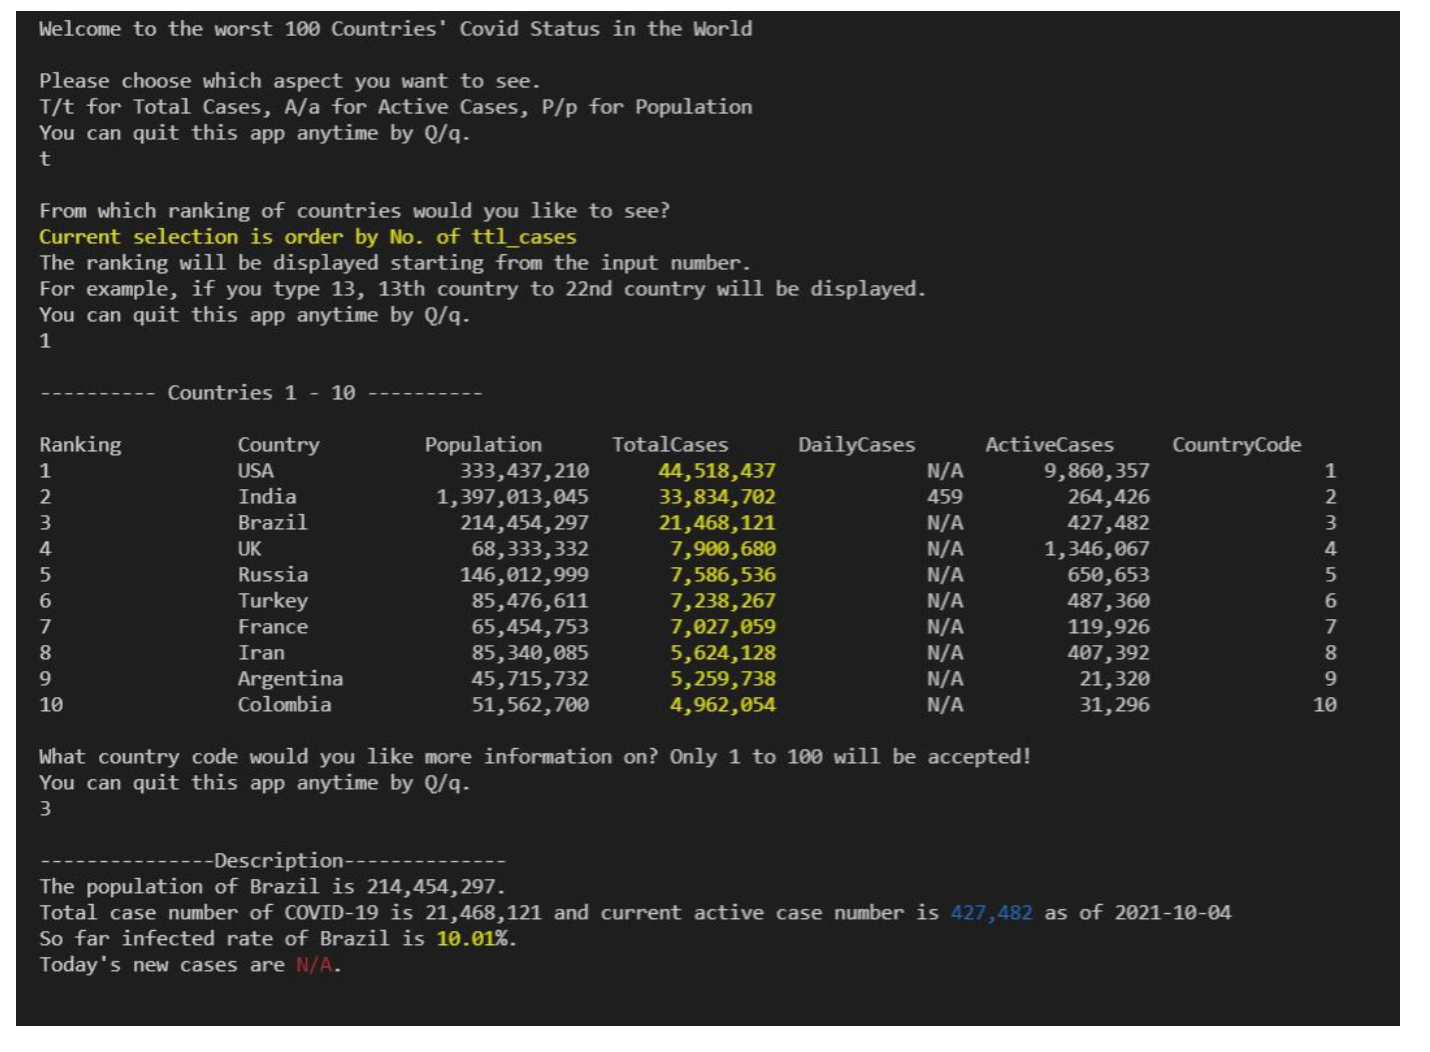 Welcome to the worst 100 Countries' Covid Status in the World
Please choose which aspect you want to see.
T/t for Total Cases, A/a for Active Cases, P/p for Population
You can quit this app anytime by Q/q.
t
From which ranking of countries would you like to see?
Current selection is order by No. of ttl_cases
The ranking will be displayed starting from the input number.
For example, if you type 13, 13th country to 22nd country will be displayed.
You can quit this app anytime by Q/q.
1
---------- Countries 1 - 10 ----------
Ranking Country Population TotalCases DailyCases ActiveCases CountryCode
1 USA 333,437,210 44,518,437 N/A 9,860,357 1
2 India 1,397,013,045 33,834,702 459 264,426 2
3 Brazil 214,454,297 21,468,121 N/A 427,482 3
4 UK 68,333,332 7,900,680 N/A 1,346,067 4
5 Russia 146,012,999 7,586,536 N/A 650,653 5
6 Turkey 85,476,611 7,238,267 N/A 487,360 6
7 France 65,454,753 7,027,059 N/A 119,926 7
8 Iran 85,340,085 5,624,128 N/A 407,392 8
9 Argentina 45,715,732 5,259,738 N/A 21,320 9
10 Colombia 51,562,700 4,962,054 N/A 31,296 10
What country code would you like more information on? Only 1 to 100 will be accepted!
You can quit this app anytime by Q/q.
3
---------------Description--------------
The population of Brazil is 214,454,297.
Total case number of COVID-19 is 21,468,121 and current active case number is 427,482 as of 2021-10-04
So far infected rate of Brazil is 10.01%.
Today's new cases are N/A.